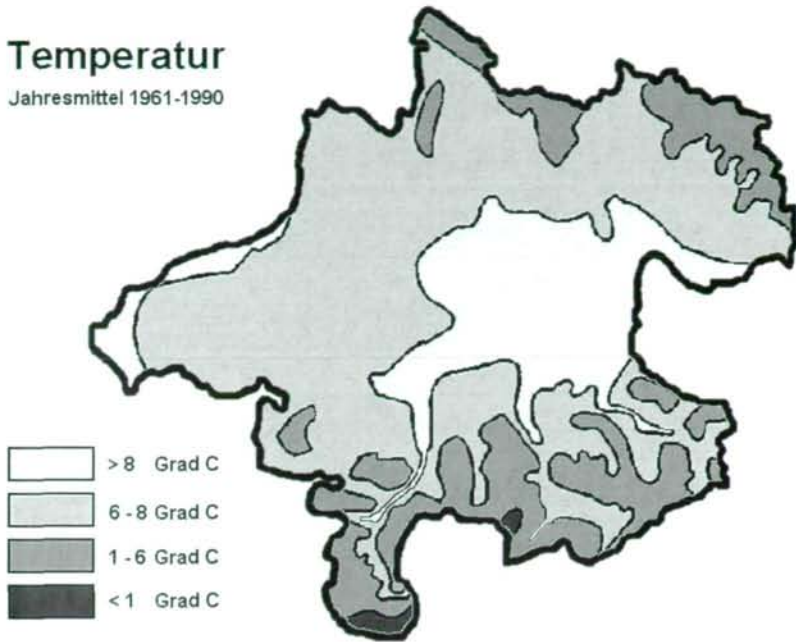 Temperatur
Jahresmittel 1961-1990
> 8 Grad C
6 - 8 Grad C
1 - 6 Grad C
< 1 Grad C